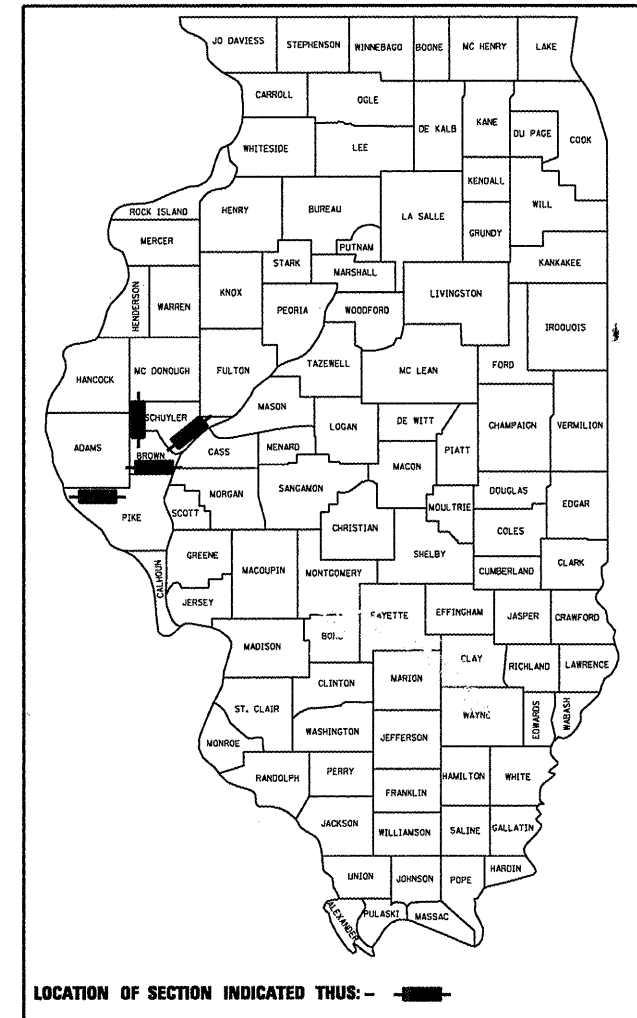 JO DAVIESS STEPHENSON WINNEBAGO BOONE MC HENRY LAKE
CARROLL OGLE DE KALB KANE DU PAGE COOK
WHITESIDE LEE KENDALL WILL
ROCK ISLAND HENRY BUREAU LA SALLE GRUNDY
MERCER PUTNAM KANKAKEE
HENDERSON WARREN KNOX STARK MARSHALL LIVINGSTON
PEORIA WOODFORD IROQUOIS
HANCOCK MC DONOUGH FULTON TAZEWELL MC LEAN FORD
ADAMS SCHUYLER MASON LOGAN DE WITT CHAMPAIGN VERMILION
BROWN CASS MENARD MACON PIATT
PIKE SCOTT MORGAN SANGAMON MOULTRIE DOUGLAS EDGAR
CHRISTIAN COLES
CALHOUN GREENE MACOUPIN MONTGOMERY SHELBY CUMBERLAND CLARK
JERSEY
MADISON EFFINGHAM JASPER CRAWFORD
CLINTON MARION CLAY RICHLAND LAWRENCE
ST. CLAIR WAYNE EDWARDS WABASH
MONROE WASHINGTON JEFFERSON
RANDOLPH PERRY HAMILTON WHITE
FRANKLIN
JACKSON WILLIAMSON SALINE GALLATIN
UNION JOHNSON POPE HARDIN
ALEXANDER PULASKI MASSAC
LOCATION OF SECTION INDICATED THUS: –